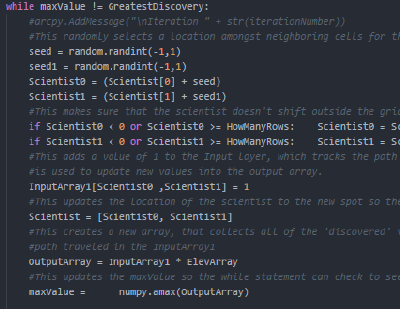 while maxValue != GreatestDiscovery:
#arcpy.AddMessage("\nIteration " + str(iterationNumber))
#This randomly selects a location amongst neighboring cells for th
seed = random.randint(-1,1)
seed1 = random.randint(-1,1)
Scientist0 = (Scientist[0] + seed)
Scientist1 = (Scientist[1] + seed1)
#This makes sure that the scientist doesn't shift outside the grid
if Scientist0 < 0 or Scientist0 >= HowManyRows: Scientist0 = S
if Scientist1 < 0 or Scientist1 >= HowManyRows: Scientist1 = S
#This adds a value of 1 to the Input layer, which tracks the path
#is used to update new values into the output array.
InputArray1[Scientist0 ,Scientist1] = 1
#This updates the location of the scientist to the new spot so the
Scientist = [Scientist0, Scientist1]
#This creates a new array, that collects all of the 'discovered' v
#path traveled in the InputArray1
OutputArray = InputArray1 * ElevArray
#This updates the maxValue so the while statement can check to see
maxValue = numpy.amax(OutputArray)